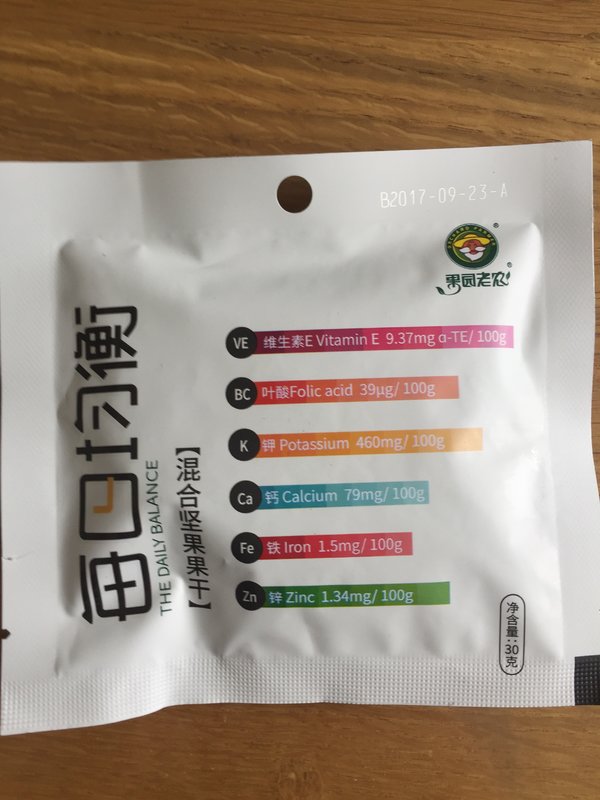 B2017-09-23-A
ORCHARD FARMER
果园老农
每日均衡
THE DAILY BALANCE
【混合坚果果干】
VE 维生素E Vitamin E 9.37mg α-TE/ 100g
BC 叶酸Folic acid 39μg/ 100g
K 钾 Potassium 460mg/ 100g
Ca 钙 Calcium 79mg/ 100g
Fe 铁 Iron 1.5mg/ 100g
Zn 锌 Zinc 1.34mg/ 100g
净含量:30克